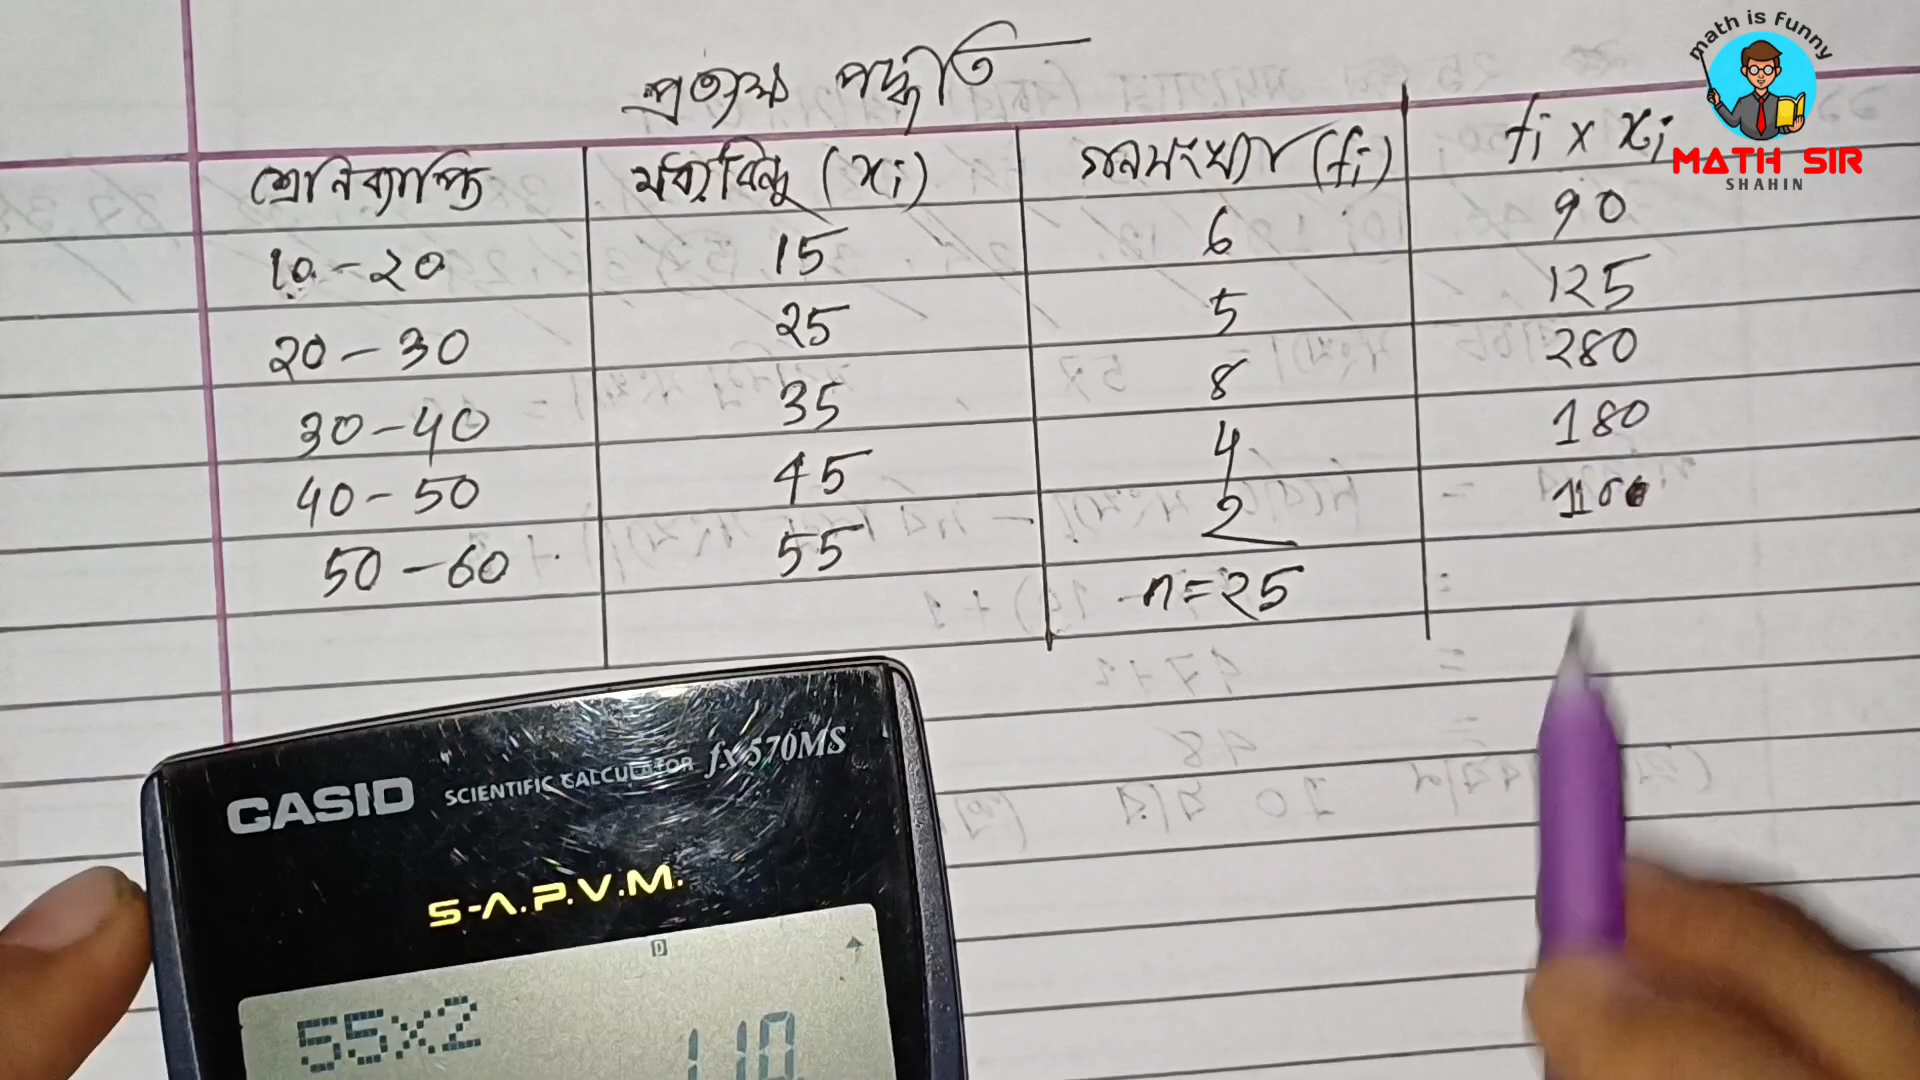 math is Funny
MATH SIR
SHAHIN
প্রত্যক্ষ পদ্ধতি
শ্রেনিব্যাপ্তি মধ্যবিন্দু (xi) গনসংখ্যা (fi) fi x xi
10 - 20 15 6 90
20 - 30 25 5 125
30 - 40 35 8 280
40 - 50 45 4 180
50 - 60 55 2 110
n = 25
CASIO SCIENTIFIC CALCULATOR fx-570MS
S-A.P.V.M.
D
55x2
110